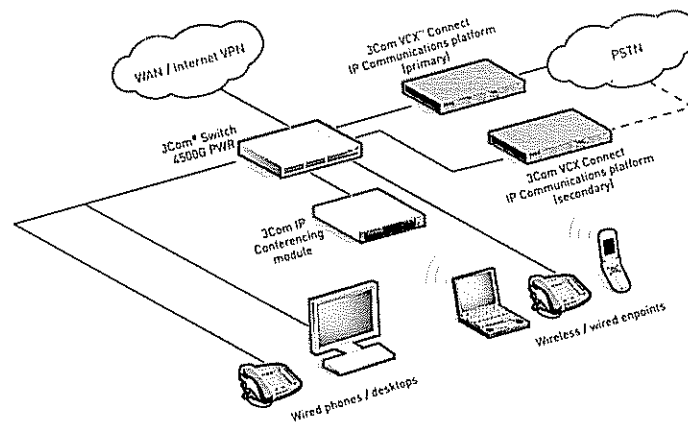 WAN / Internet VPN
3Com VCX™ Connect
IP Communications platform
(primary)
PSTN
3Com® Switch
4500G PWR
3Com VCX Connect
IP Communications platform
(secondary)
3Com IP
Conferencing
module
Wireless / wired enpoints
Wired phones / desktops